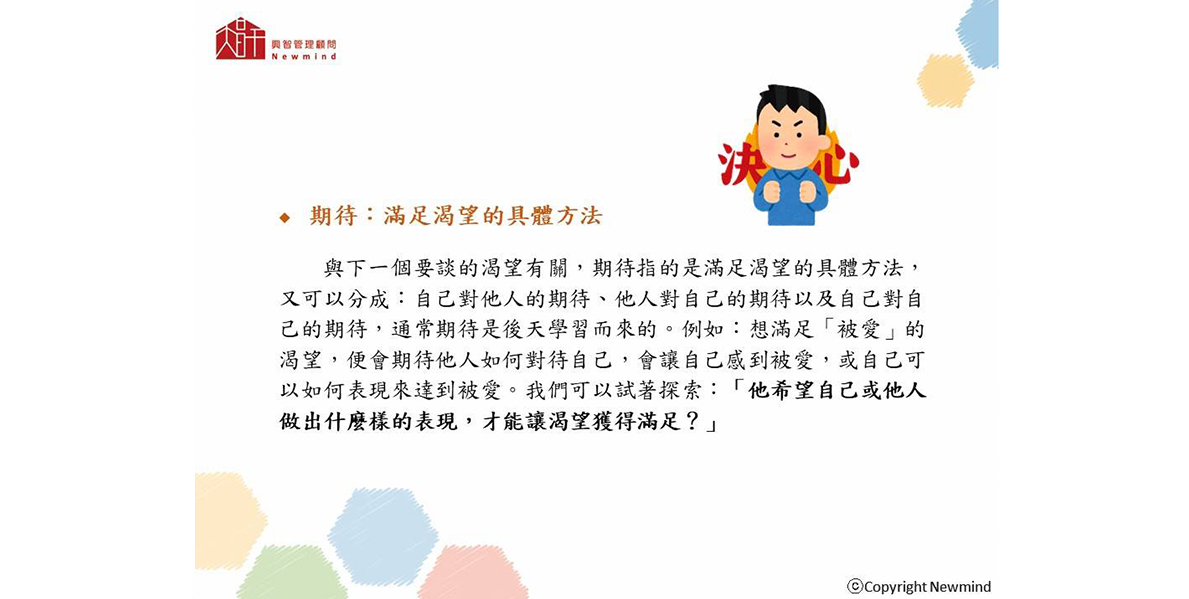 興智管理顧問
Newmind
決心
◆ 期待：滿足渴望的具體方法
與下一個要談的渴望有關，期待指的是滿足渴望的具體方法，
又可以分成：自己對他人的期待、他人對自己的期待以及自己對自
己的期待，通常期待是後天學習而來的。例如：想滿足「被愛」的
渴望，便會期待他人如何對待自己，會讓自己感到被愛，或自己可
以如何表現來達到被愛。我們可以試著探索：「他希望自己或他人
做出什麼樣的表現，才能讓渴望獲得滿足？」
ⓒCopyright Newmind